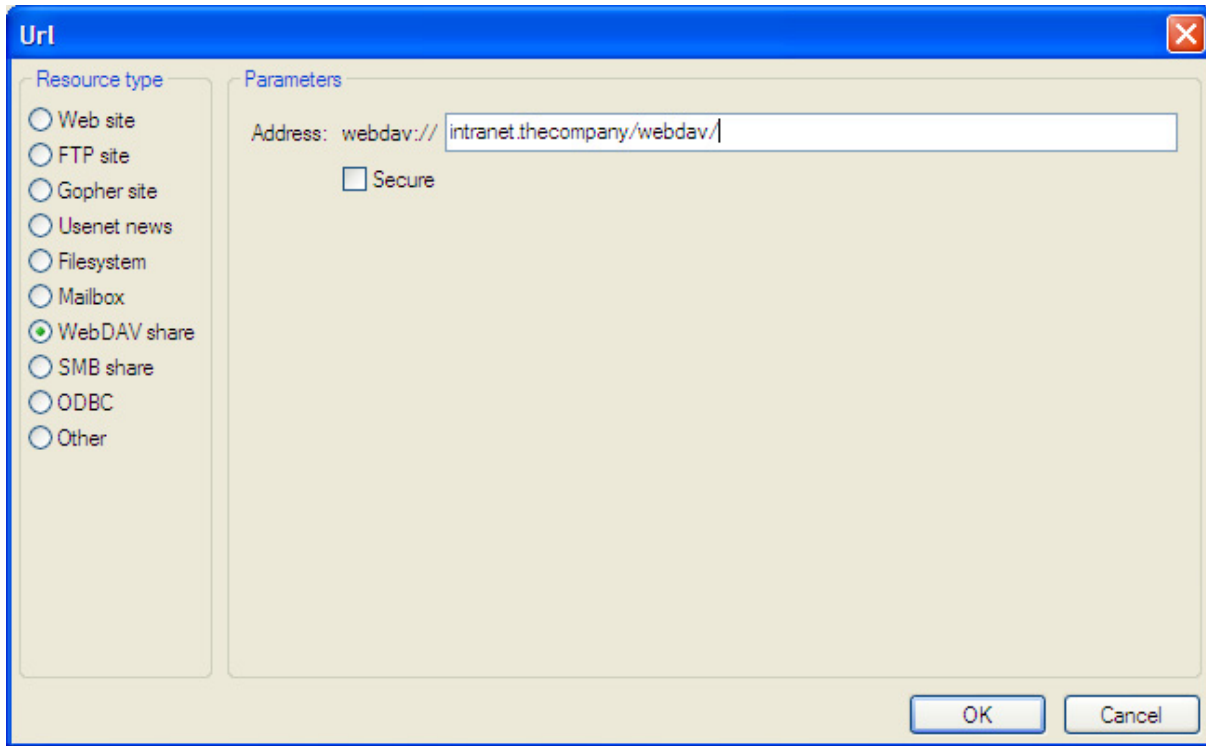 Url
Resource type
Web site
FTP site
Gopher site
Usenet news
Filesystem
Mailbox
WebDAV share
SMB share
ODBC
Other
Parameters
Address: webdav:// intranet.thecompany/webdav/
Secure
OK Cancel